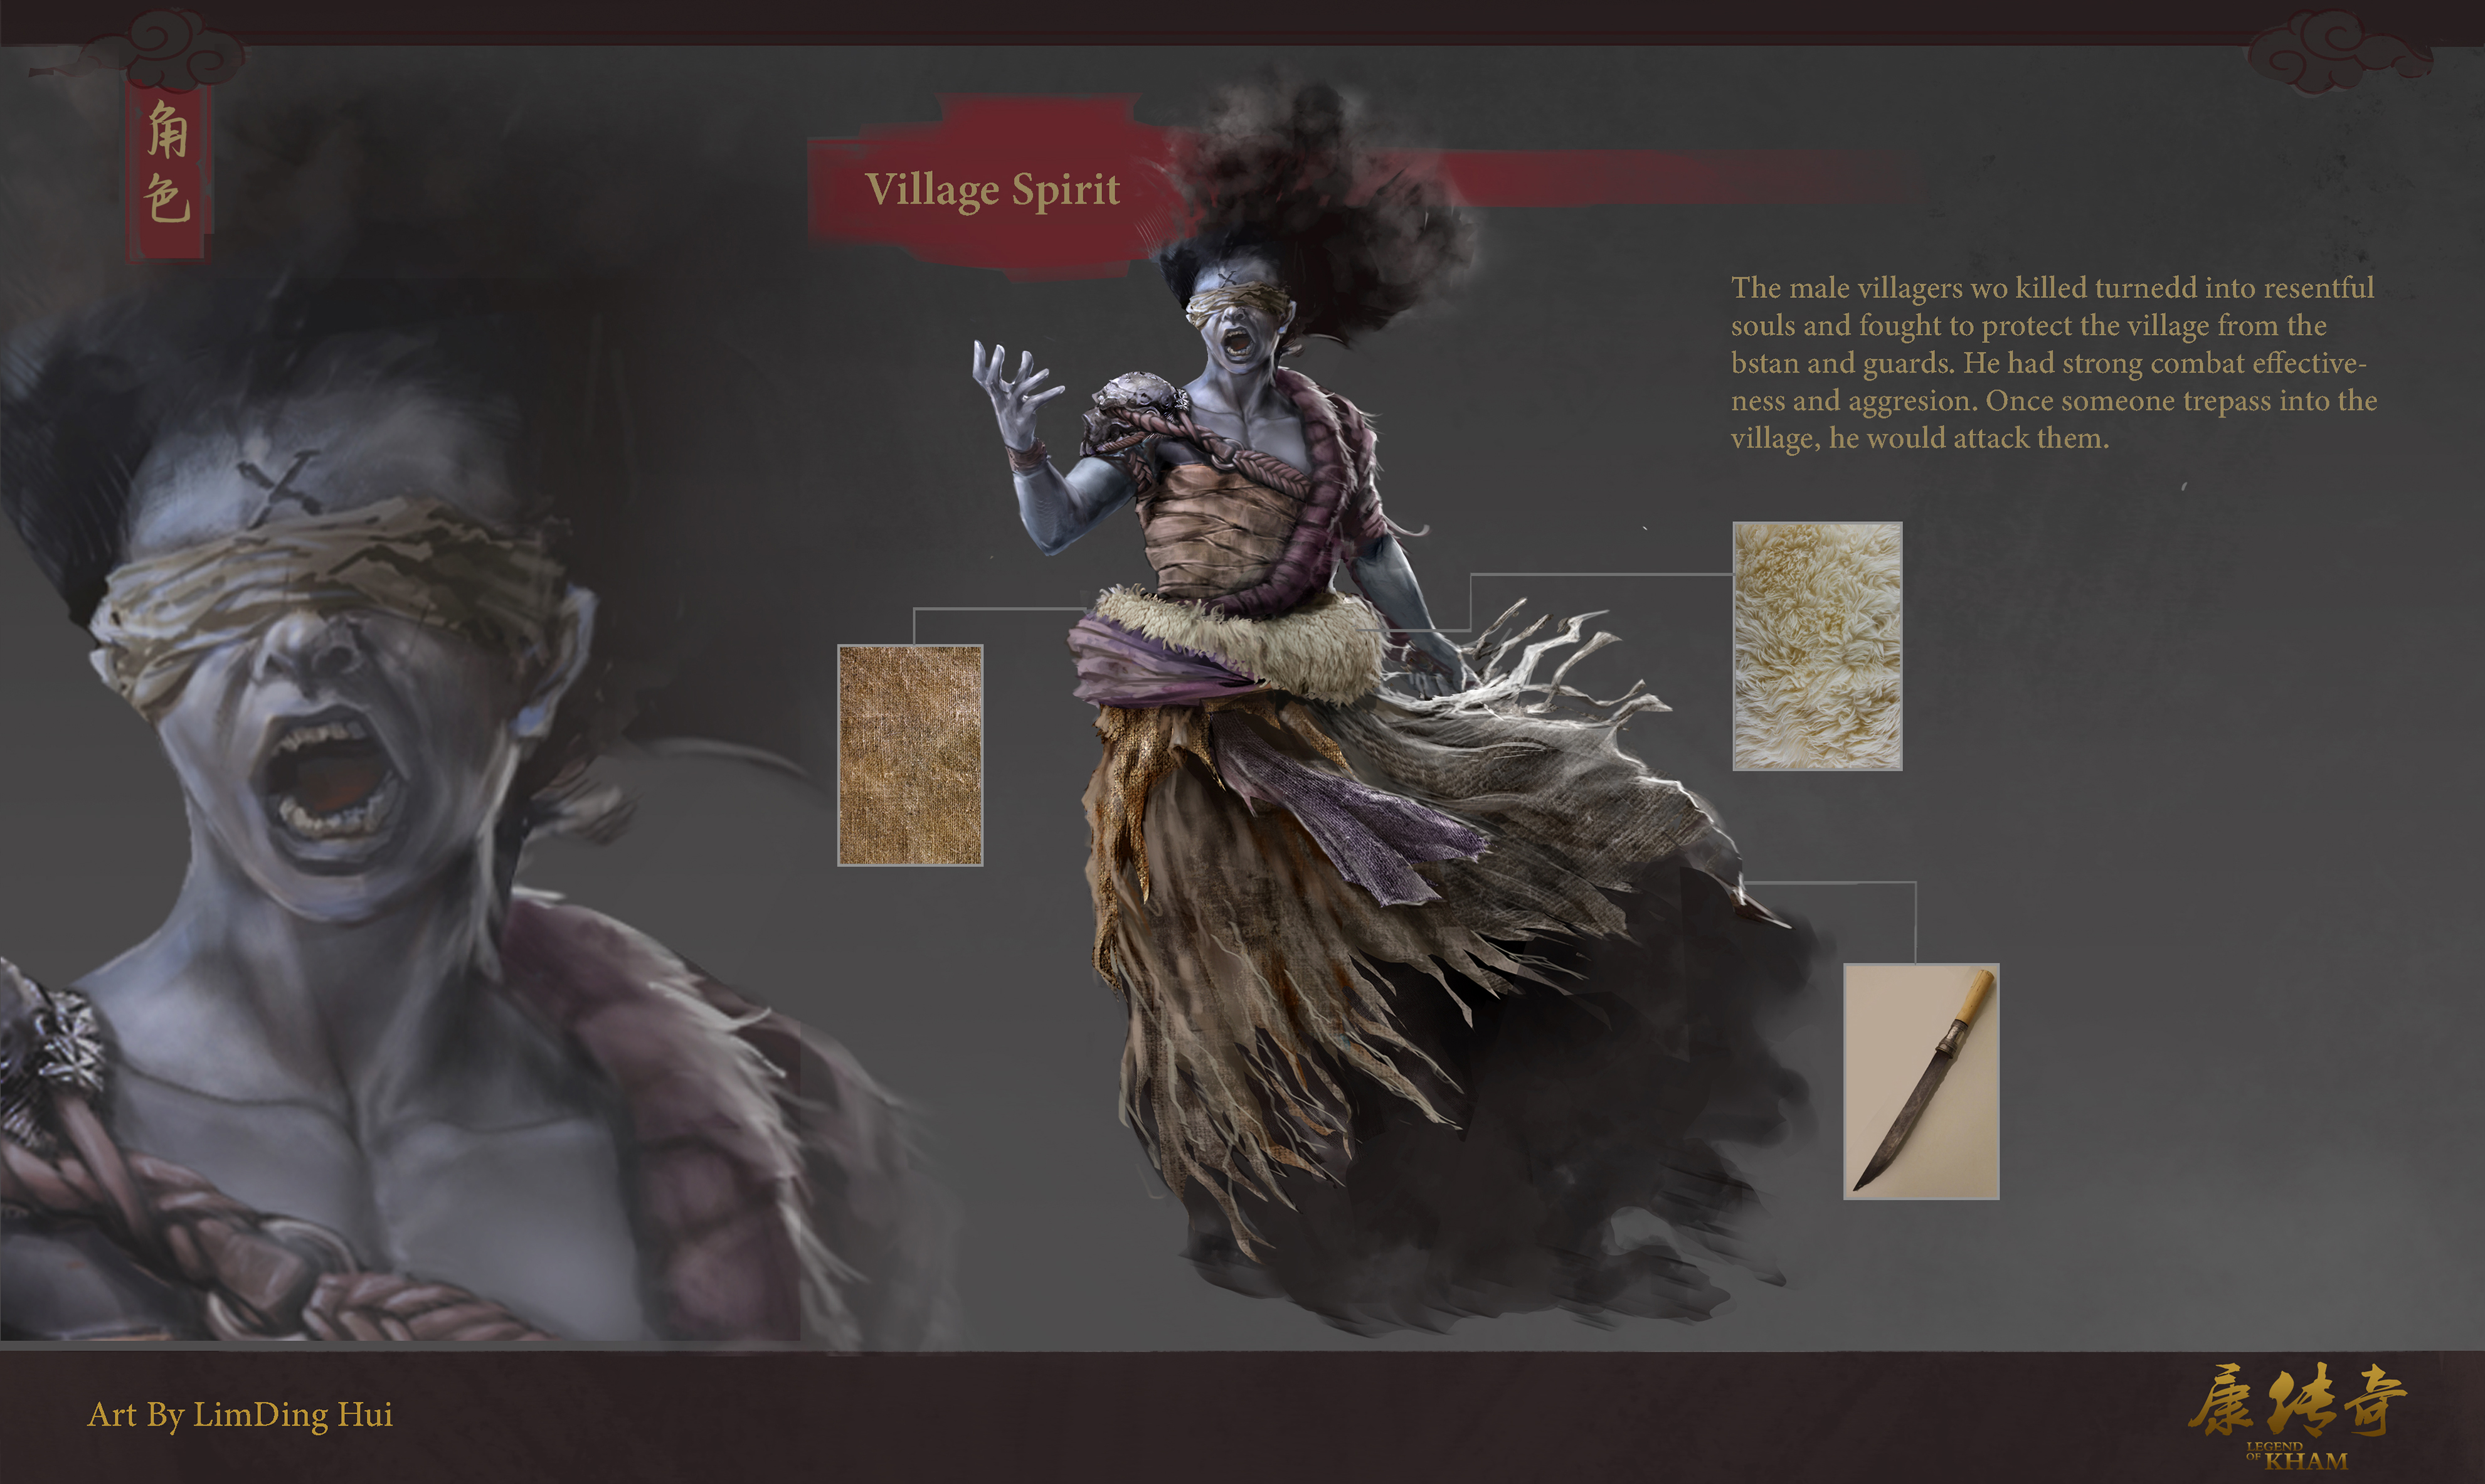 角色
Village Spirit
The male villagers wo killed turnedd into resentful
souls and fought to protect the village from the
bstan and guards. He had strong combat effective-
ness and aggresion. Once someone trepass into the
village, he would attack them.
Art By LimDing Hui
康传奇
LEGEND
OF KHAM